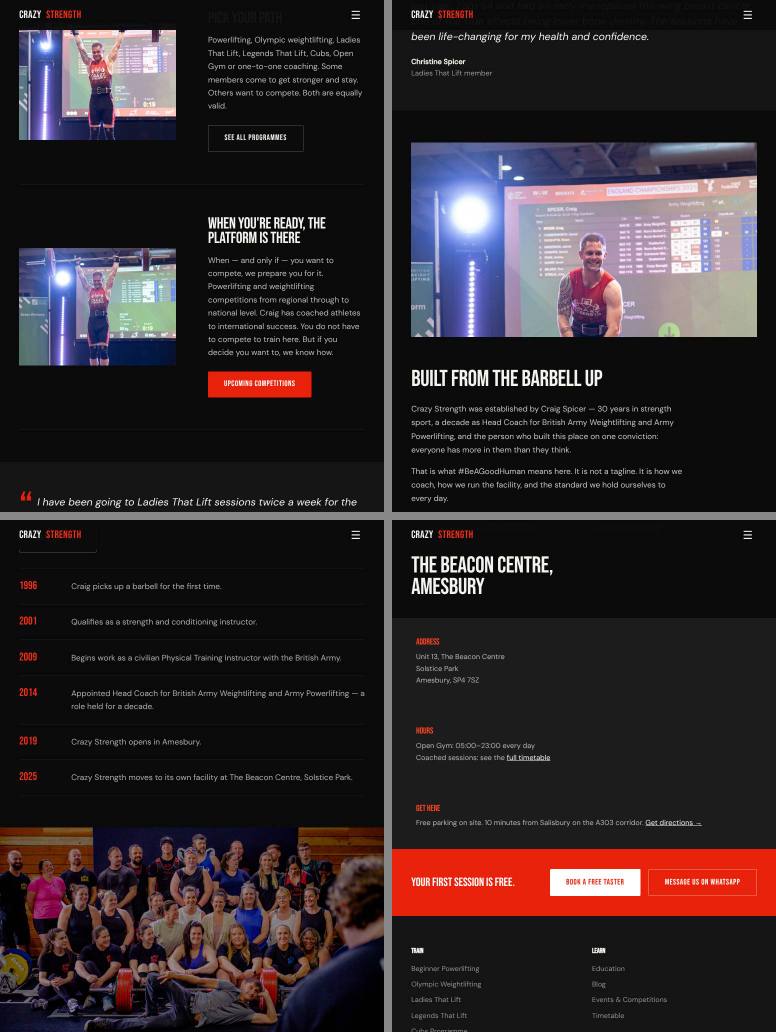 CRAZY STRENGTH
PICK YOUR PATH
Powerlifting, Olympic weightlifting, Ladies
That Lift, Legends That Lift, Cubs, Open
Gym or one-to-one coaching. Some
members come to get stronger and stay.
Others want to compete. Both are equally
valid.
SEE ALL PROGRAMMES
WHEN YOU'RE READY, THE
PLATFORM IS THERE
When — and only if — you want to
compete, we prepare you for it.
Powerlifting and weightlifting
competitions from regional through to
national level. Craig has coached athletes
to international success. You do not have
to compete to train here. But if you
decide you want to, we know how.
UPCOMING COMPETITIONS
“ I have been going to Ladies That Lift sessions twice a week for the
CRAZY STRENGTH
been life-changing for my health and confidence.
Christine Spicer
Ladies That Lift member
ENGLAND CHAMPIONSHIPS 2025
SPICER, Craig
BUILT FROM THE BARBELL UP
Crazy Strength was established by Craig Spicer — 30 years in strength
sport, a decade as Head Coach for British Army Weightlifting and Army
Powerlifting, and the person who built this place on one conviction:
everyone has more in them than they think.
That is what #BeAGoodHuman means here. It is not a tagline. It is how we
coach, how we run the facility, and the standard we hold ourselves to
every day.
CRAZY STRENGTH
1996 Craig picks up a barbell for the first time.
2001 Qualifies as a strength and conditioning instructor.
2009 Begins work as a civilian Physical Training Instructor with the British Army.
2014 Appointed Head Coach for British Army Weightlifting and Army Powerlifting — a
role held for a decade.
2019 Crazy Strength opens in Amesbury.
2025 Crazy Strength moves to its own facility at The Beacon Centre, Solstice Park.
CRAZY STRENGTH
THE BEACON CENTRE,
AMESBURY
ADDRESS
Unit 13, The Beacon Centre
Solstice Park
Amesbury, SP4 7SZ
HOURS
Open Gym: 05:00–23:00 every day
Coached sessions: see the full timetable
GET HERE
Free parking on site. 10 minutes from Salisbury on the A303 corridor. Get directions →
YOUR FIRST SESSION IS FREE.
BOOK A FREE TASTER
MESSAGE US ON WHATSAPP
TRAIN
Beginner Powerlifting
Olympic Weightlifting
Ladies That Lift
Legends That Lift
Cubs Programme
LEARN
Education
Blog
Events & Competitions
Timetable